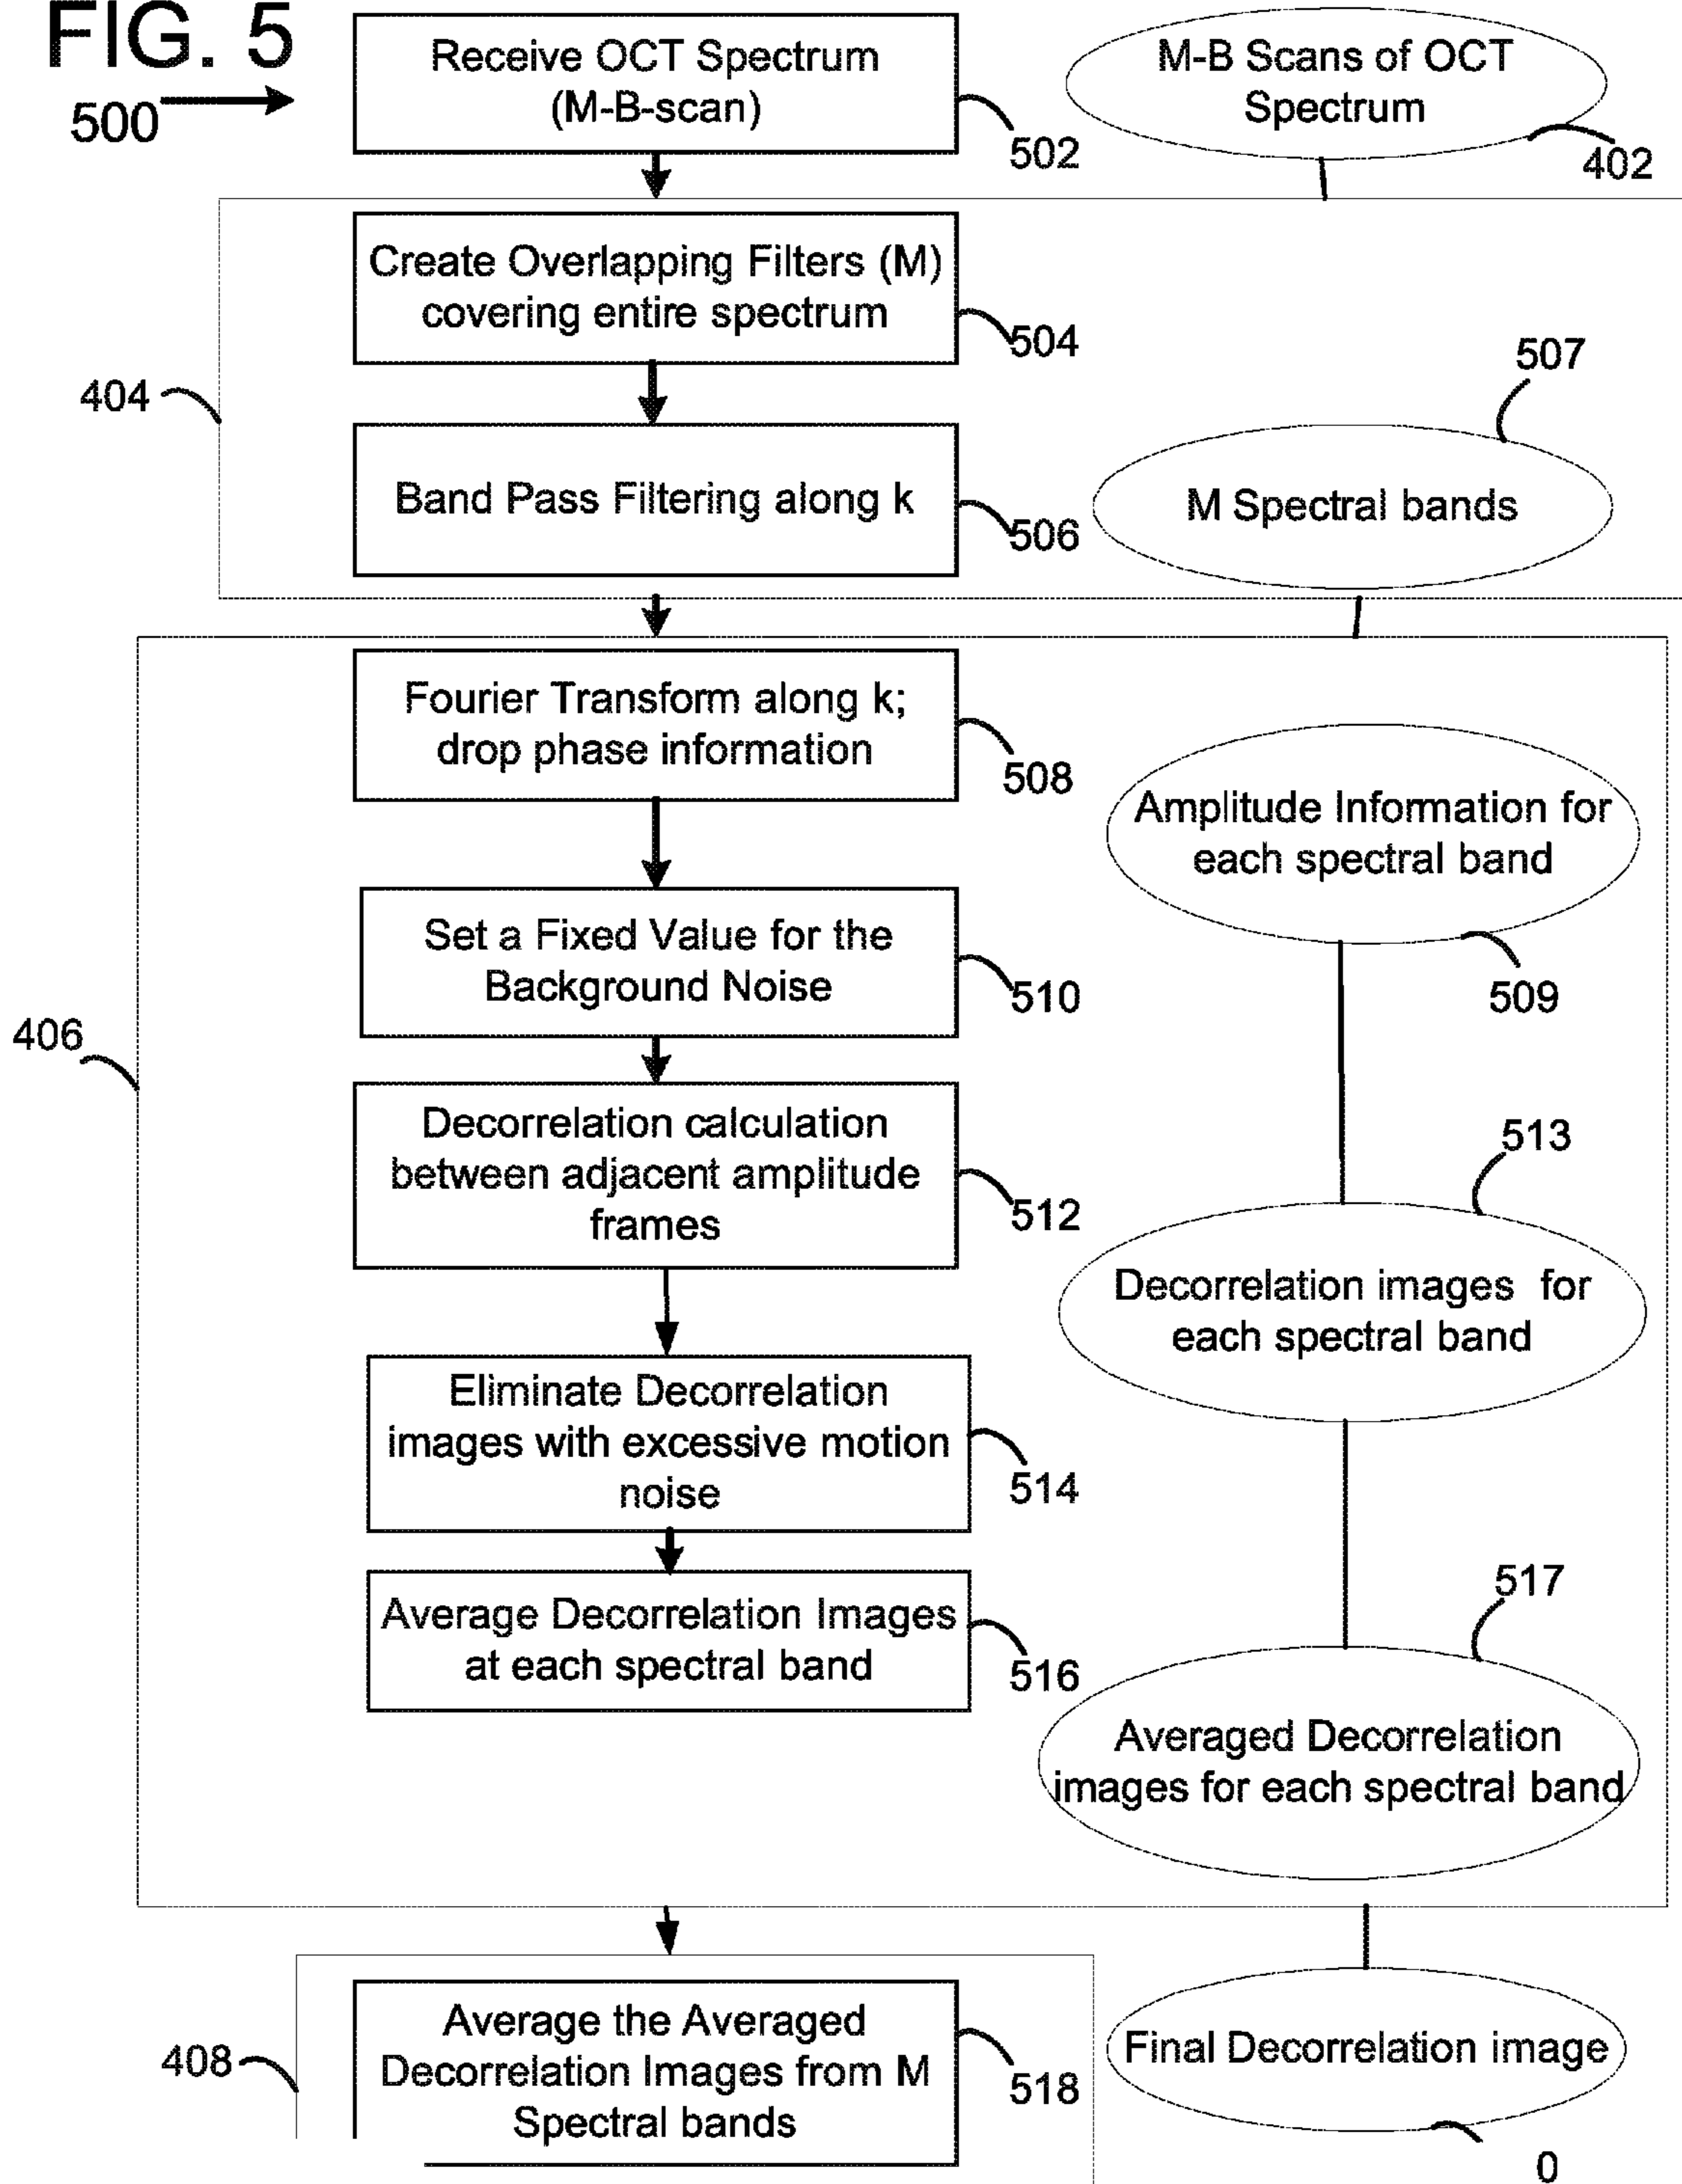 FIG. 5
500
Receive OCT Spectrum
(M-B-scan)
502
M-B Scans of OCT
Spectrum
402
404
Create Overlapping Filters (M)
covering entire spectrum
504
Band Pass Filtering along k
506
507
M Spectral bands
406
Fourier Transform along k;
drop phase information
508
Amplitude Information for
each spectral band
509
Set a Fixed Value for the
Background Noise
510
Decorrelation calculation
between adjacent amplitude
frames
512
513
Decorrelation images for
each spectral band
Eliminate Decorrelation
images with excessive motion
noise
514
Average Decorrelation Images
at each spectral band
516
517
Averaged Decorrelation
images for each spectral band
408
Average the Averaged
Decorrelation Images from M
Spectral bands
518
Final Decorrelation image
0